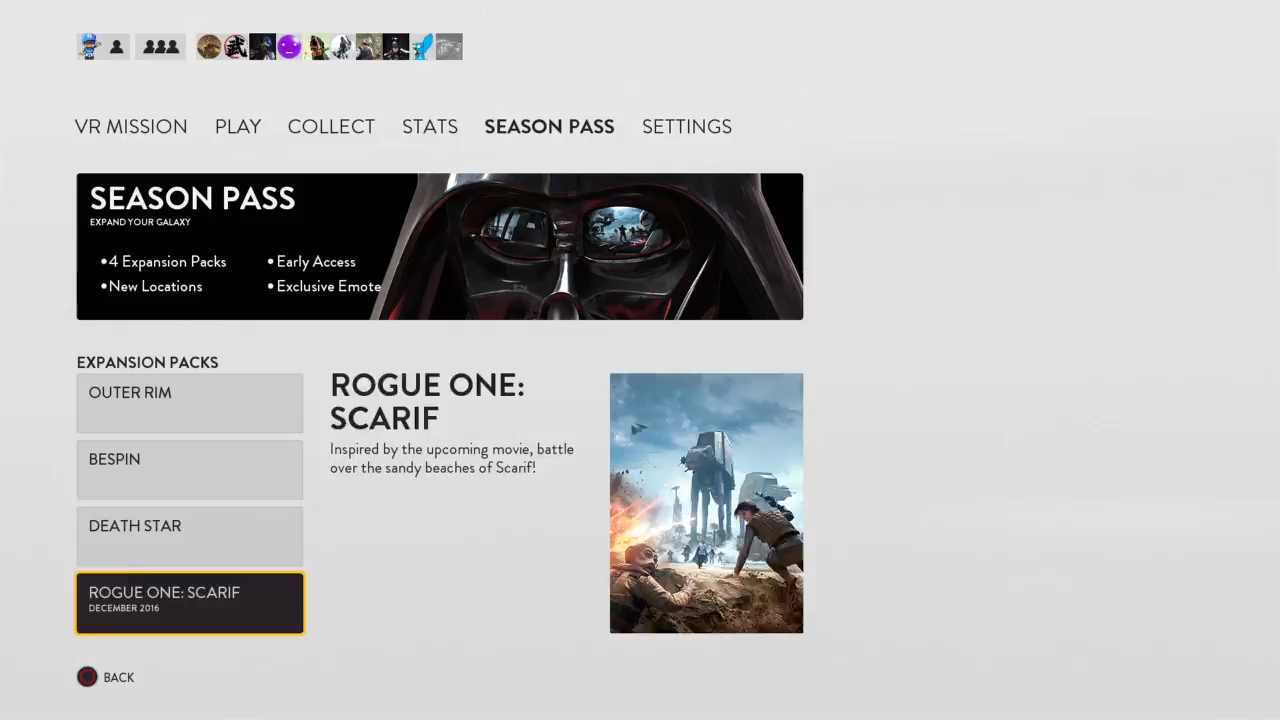 VR MISSION PLAY COLLECT STATS SEASON PASS SETTINGS
SEASON PASS
EXPAND YOUR GALAXY
•4 Expansion Packs
•Early Access
•New Locations
•Exclusive Emote
EXPANSION PACKS
OUTER RIM
BESPIN
DEATH STAR
ROGUE ONE: SCARIF
DECEMBER 2016
ROGUE ONE:
SCARIF
Inspired by the upcoming movie, battle
over the sandy beaches of Scarif!
BACK